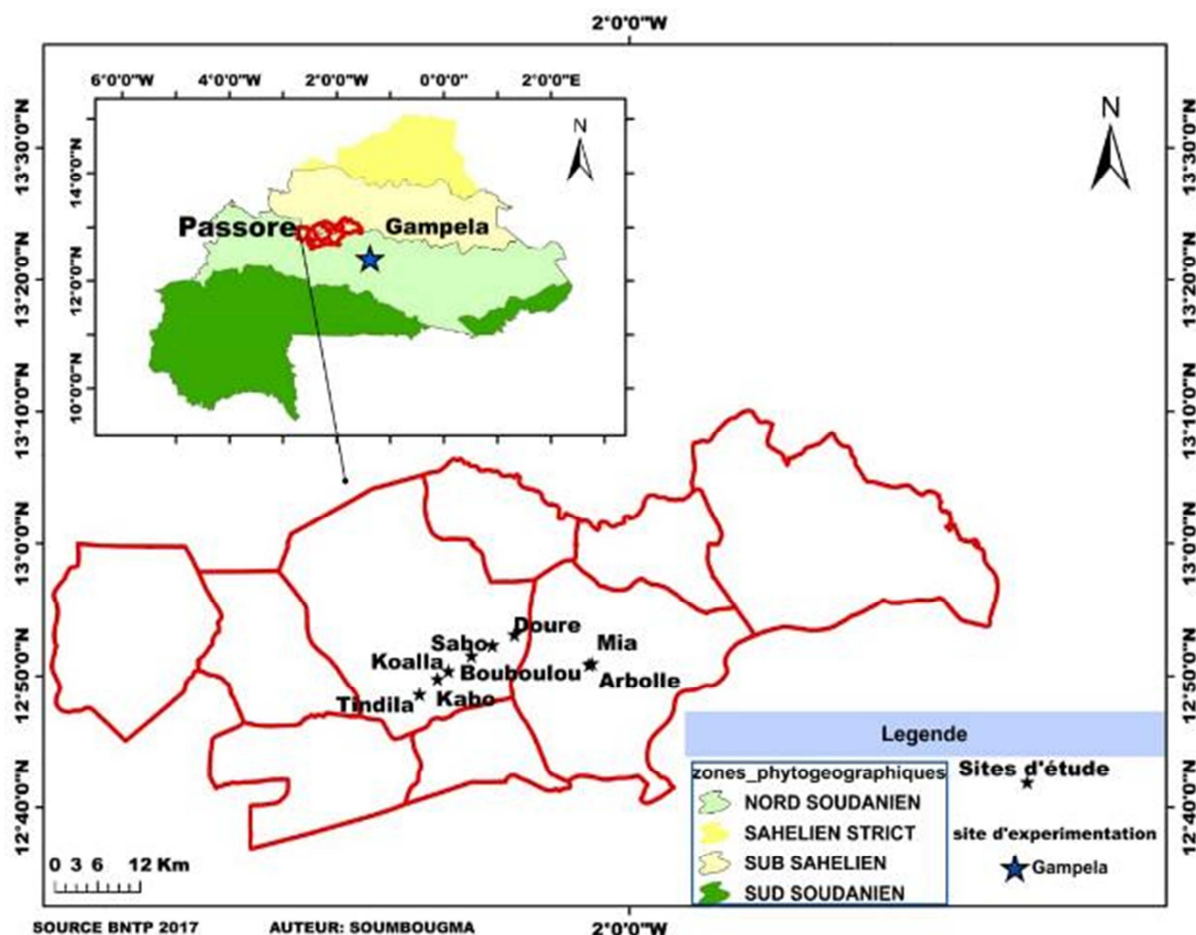 2°0'0"W
6°0'0"W 4°0'0"W 2°0'0"W 0°0'0" 2°0'0"E
N
14°0'0"N
12°0'0"N
10°0'0"N
Passore
Gampela
N
13°30'0"N
13°20'0"N
13°10'0"N
13°0'0"N
12°50'0"N
12°40'0"N
13°30'0"N
13°20'0"N
13°10'0"N
13°0'0"N
12°50'0"N
12°40'0"N
Doure
Sabo
Mia
Koalla
Bouboulou
Arbolle
Tindila
Kabo
Legende
zones_phytogeographiques
NORD SOUDANIEN
SAHELIEN STRICT
SUB SAHELIEN
SUD SOUDANIEN
Sites d'étude
site d'experimentation
Gampela
0 3 6 12 Km
SOURCE BNTP 2017
AUTEUR: SOUMBOUGMA
2°0'0"W